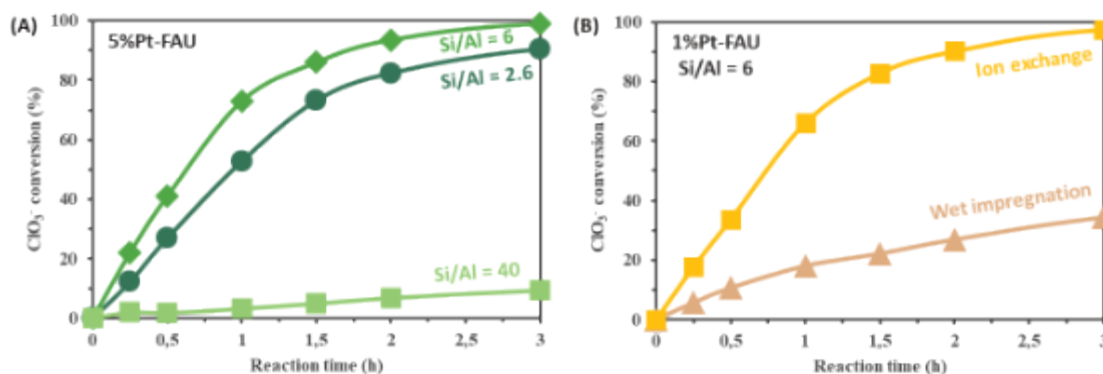 (A)
5%Pt-FAU
Si/Al = 6
Si/Al = 2.6
Si/Al = 40
ClO₃⁻ conversion (%)
100
80
60
40
20
0
0 0,5 1 1,5 2 2,5 3
Reaction time (h)
(B)
1%Pt-FAU
Si/Al = 6
Ion exchange
Wet impregnation
ClO₃⁻ conversion (%)
100
80
60
40
20
0
0 0,5 1 1,5 2 2,5 3
Reaction time (h)